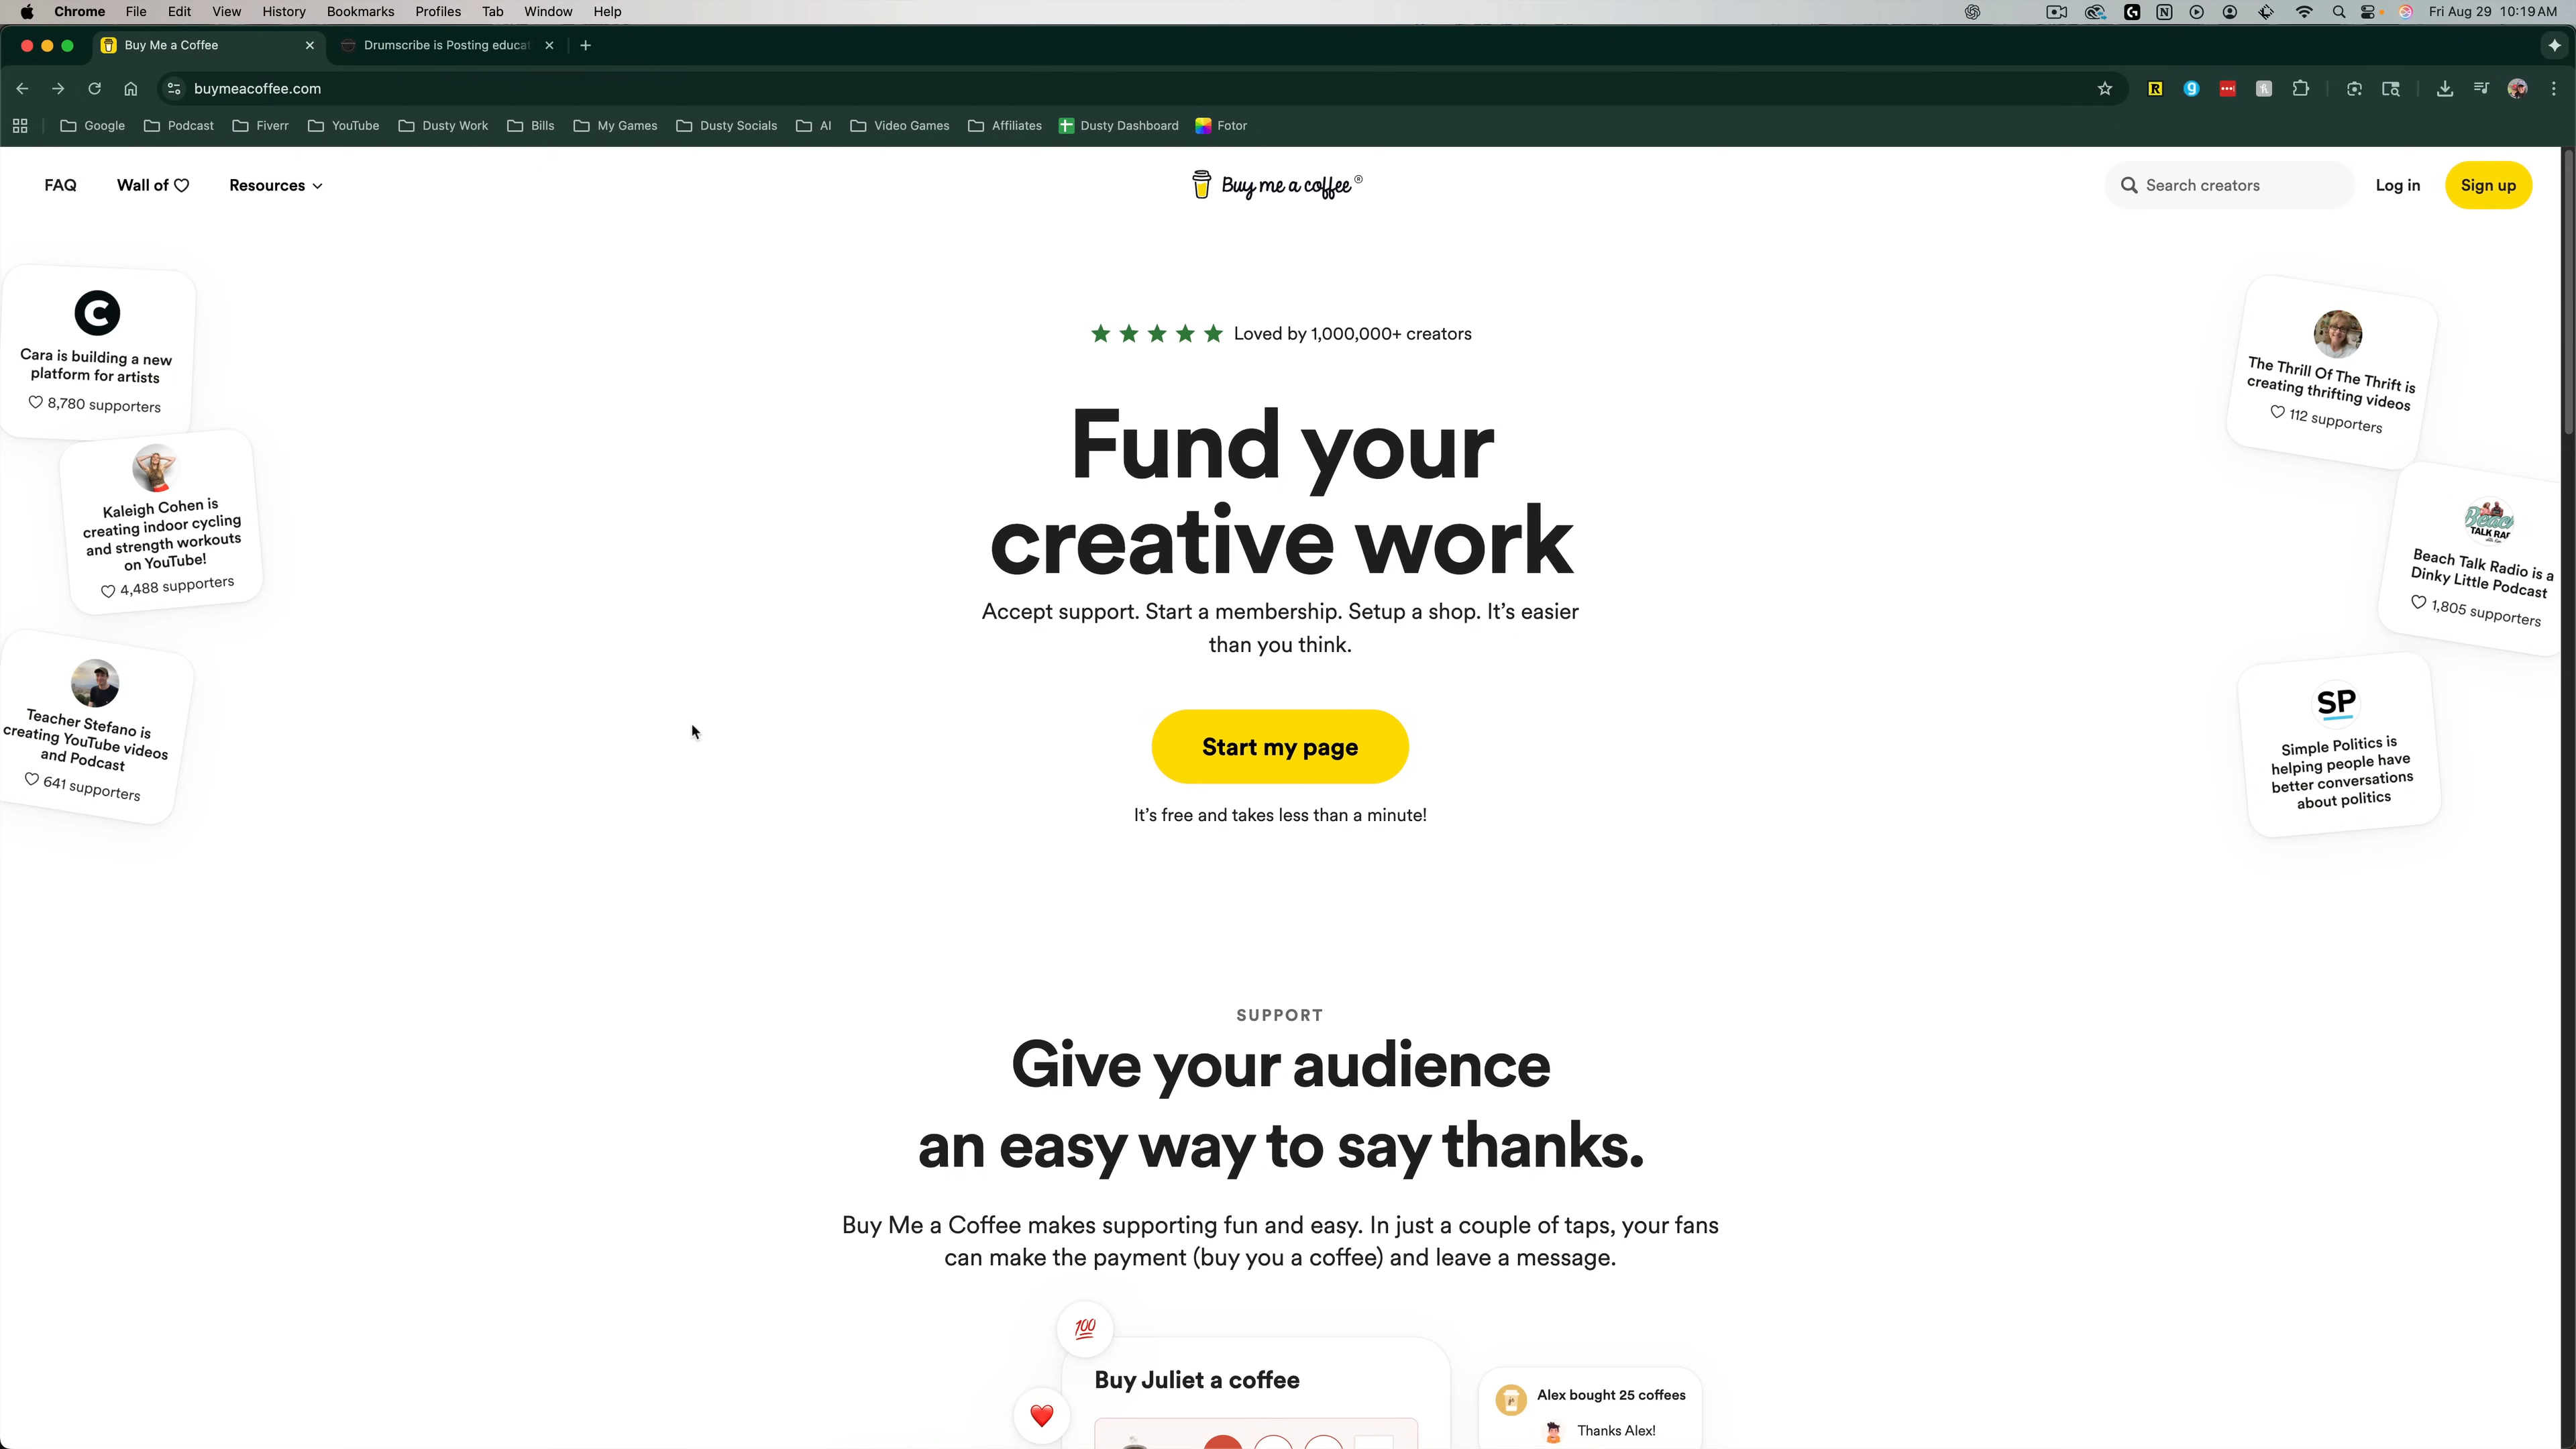 Chrome File Edit View History Bookmarks Profiles Tab Window Help Fri Aug 29 10:19 AM
Buy Me a Coffee Drumscribe is Posting educat
buymeacoffee.com
Google Podcast Fiverr YouTube Dusty Work Bills My Games Dusty Socials AI Video Games Affiliates Dusty Dashboard Fotor
FAQ Wall of Resources Buy me a coffee ® Search creators Log in Sign up
Cara is building a new
platform for artists
8,780 supporters
Kaleigh Cohen is
creating indoor cycling
and strength workouts
on YouTube!
4,488 supporters
Teacher Stefano is
creating YouTube videos
and Podcast
641 supporters
Loved by 1,000,000+ creators
Fund your
creative work
Accept support. Start a membership. Setup a shop. It’s easier
than you think.
Start my page
It’s free and takes less than a minute!
The Thrill Of The Thrift is
creating thrifting videos
112 supporters
Beach
TALK RA
Beach Talk Radio is a
Dinky Little Podcast
1,805 supporters
SP
Simple Politics is
helping people have
better conversations
about politics
SUPPORT
Give your audience
an easy way to say thanks.
Buy Me a Coffee makes supporting fun and easy. In just a couple of taps, your fans
can make the payment (buy you a coffee) and leave a message.
100
Buy Juliet a coffee
Alex bought 25 coffees
Thanks Alex!